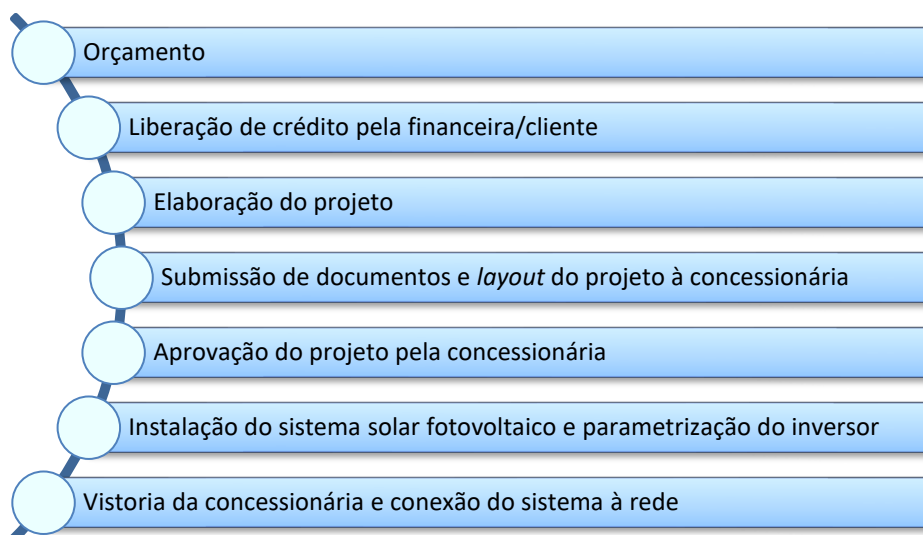 Orçamento
Liberação de crédito pela financeira/cliente
Elaboração do projeto
Submissão de documentos e layout do projeto à concessionária
Aprovação do projeto pela concessionária
Instalação do sistema solar fotovoltaico e parametrização do inversor
Vistoria da concessionária e conexão do sistema à rede